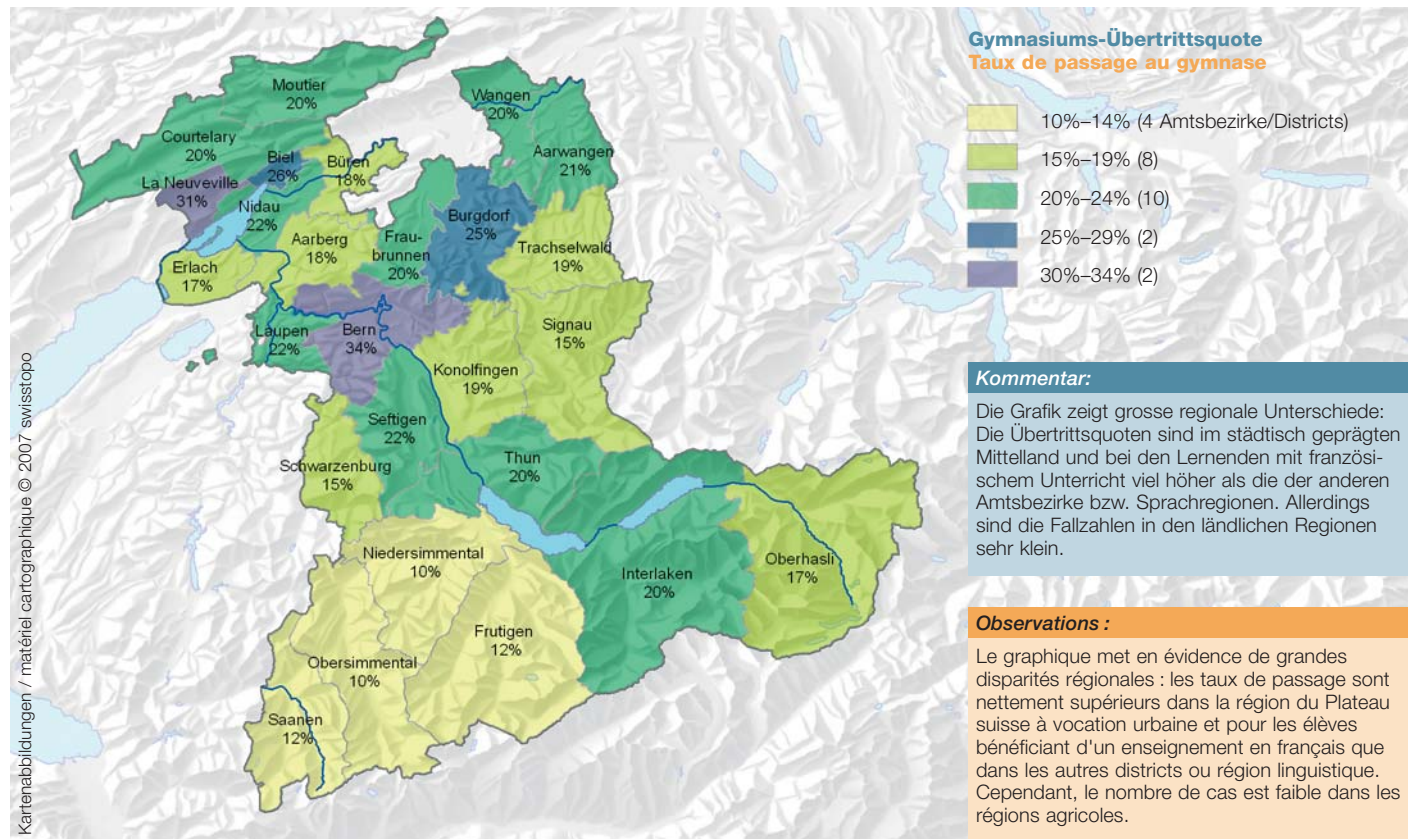 Gymnasiums-Übertrittsquote
Taux de passage au gymnase
10%–14% (4 Amtsbezirke/Districts)
15%–19% (8)
20%–24% (10)
25%–29% (2)
30%–34% (2)
Moutier
20%
Courtelary
20%
Biel
26%
Büren
18%
La Neuveville
31%
Nidau
22%
Wangen
20%
Aarwangen
21%
Burgdorf
25%
Frau-
brunnen
20%
Aarberg
18%
Trachselwald
19%
Erlach
17%
Laupen
22%
Bern
34%
Signau
15%
Konolfingen
19%
Seftigen
22%
Schwarzenburg
15%
Thun
20%
Niedersimmental
10%
Interlaken
20%
Oberhasli
17%
Frutigen
12%
Obersimmental
10%
Saanen
12%
Kartenabbildungen / matériel cartographique © 2007 swisstopo
Kommentar:
Die Grafik zeigt grosse regionale Unterschiede:
Die Übertrittsquoten sind im städtisch geprägten
Mittelland und bei den Lernenden mit französi-
schem Unterricht viel höher als die der anderen
Amtsbezirke bzw. Sprachregionen. Allerdings
sind die Fallzahlen in den ländlichen Regionen
sehr klein.
Observations :
Le graphique met en évidence de grandes
disparités régionales : les taux de passage sont
nettement supérieurs dans la région du Plateau
suisse à vocation urbaine et pour les élèves
bénéficiant d'un enseignement en français que
dans les autres districts ou région linguistique.
Cependant, le nombre de cas est faible dans les
régions agricoles.